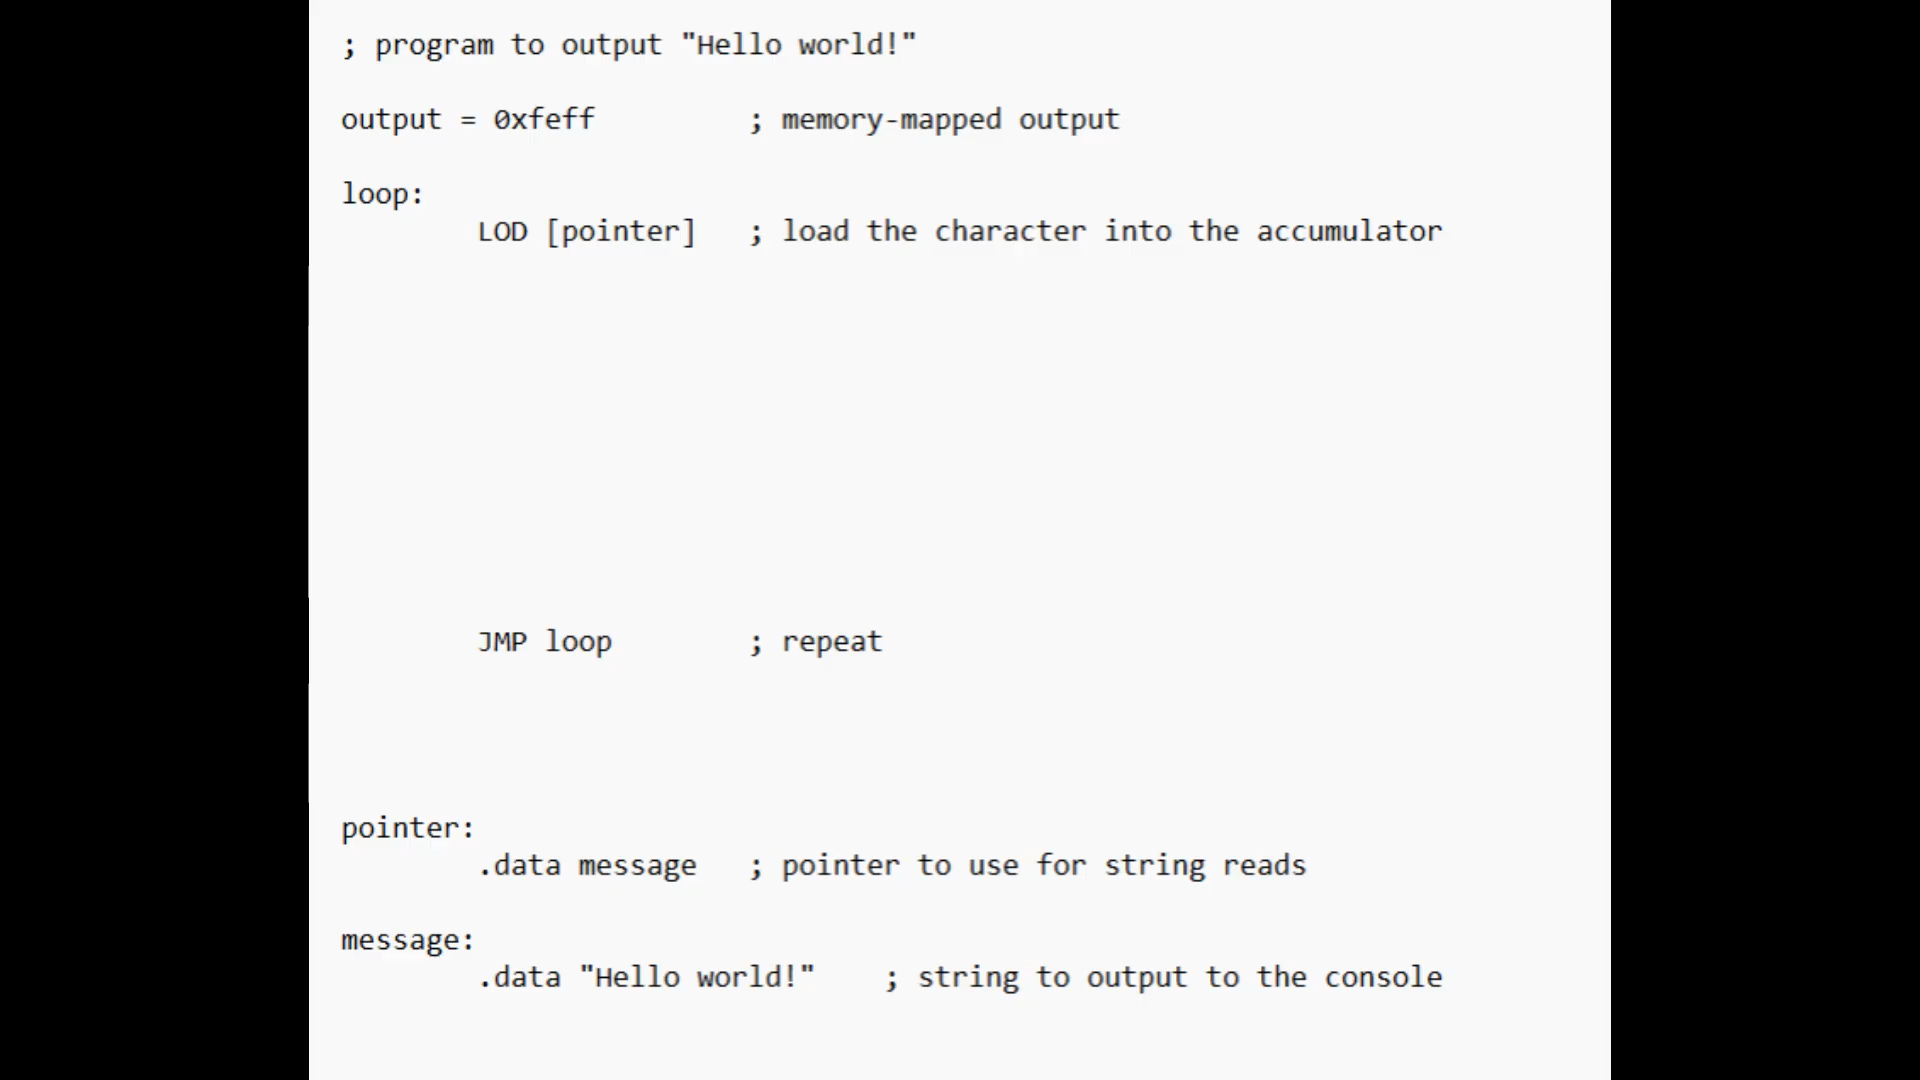 ; program to output "Hello world!"
output = 0xfeff ; memory-mapped output
loop:
LOD [pointer] ; load the character into the accumulator
JMP loop ; repeat
pointer:
.data message ; pointer to use for string reads
message:
.data "Hello world!" ; string to output to the console